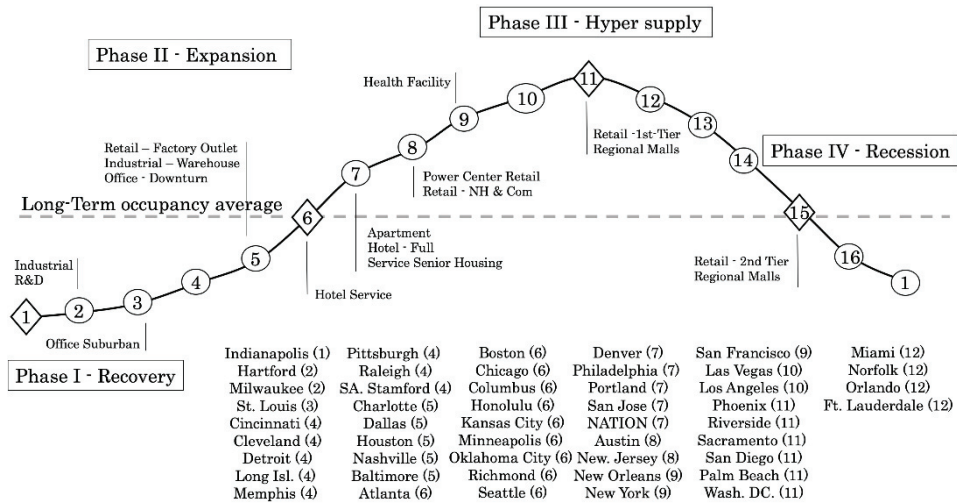 Phase III - Hyper supply
Phase II - Expansion
Health Facility
11
10
12
9
13
Retail – Factory Outlet
Industrial – Warehouse
Office - Downturn
8
Retail -1st-Tier
Regional Malls
14
Phase IV - Recession
7
Power Center Retail
Retail - NH & Com
Long-Term occupancy average
6
15
Apartment
Hotel - Full
Service Senior Housing
5
16
Industrial
R&D
Retail - 2nd Tier
Regional Malls
4
1
Hotel Service
3
2
1
Office Suburban
Phase I - Recovery
Indianapolis (1)
Hartford (2)
Milwaukee (2)
St. Louis (3)
Cincinnati (4)
Cleveland (4)
Detroit (4)
Long Isl. (4)
Memphis (4)
Pittsburgh (4)
Raleigh (4)
SA. Stamford (4)
Charlotte (5)
Dallas (5)
Houston (5)
Nashville (5)
Baltimore (5)
Atlanta (6)
Boston (6)
Chicago (6)
Columbus (6)
Honolulu (6)
Kansas City (6)
Minneapolis (6)
Oklahoma City (6)
Richmond (6)
Seattle (6)
Denver (7)
Philadelphia (7)
Portland (7)
San Jose (7)
NATION (7)
Austin (8)
New. Jersey (8)
New Orleans (9)
New York (9)
San Francisco (9)
Las Vegas (10)
Los Angeles (10)
Phoenix (11)
Riverside (11)
Sacramento (11)
San Diego (11)
Palm Beach (11)
Wash. DC. (11)
Miami (12)
Norfolk (12)
Orlando (12)
Ft. Lauderdale (12)